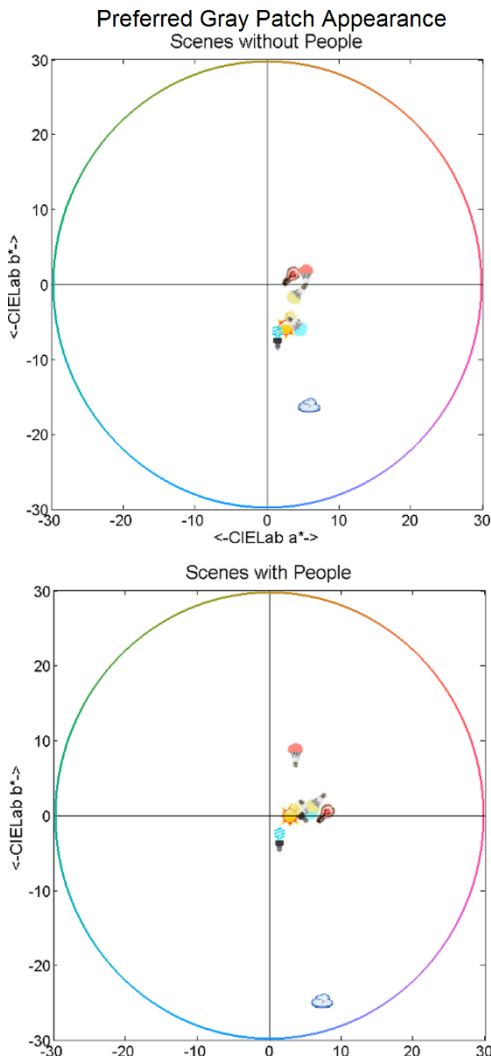 Preferred Gray Patch Appearance
Scenes without People
30
20
10
0
-10
-20
-30
<-CIELab b*->
-30 -20 -10 0 10 20 30
<-CIELab a*->
Scenes with People
30
20
10
0
-10
-20
-30
<-CIELab b*->
-30 -20 -10 0 10 20 30